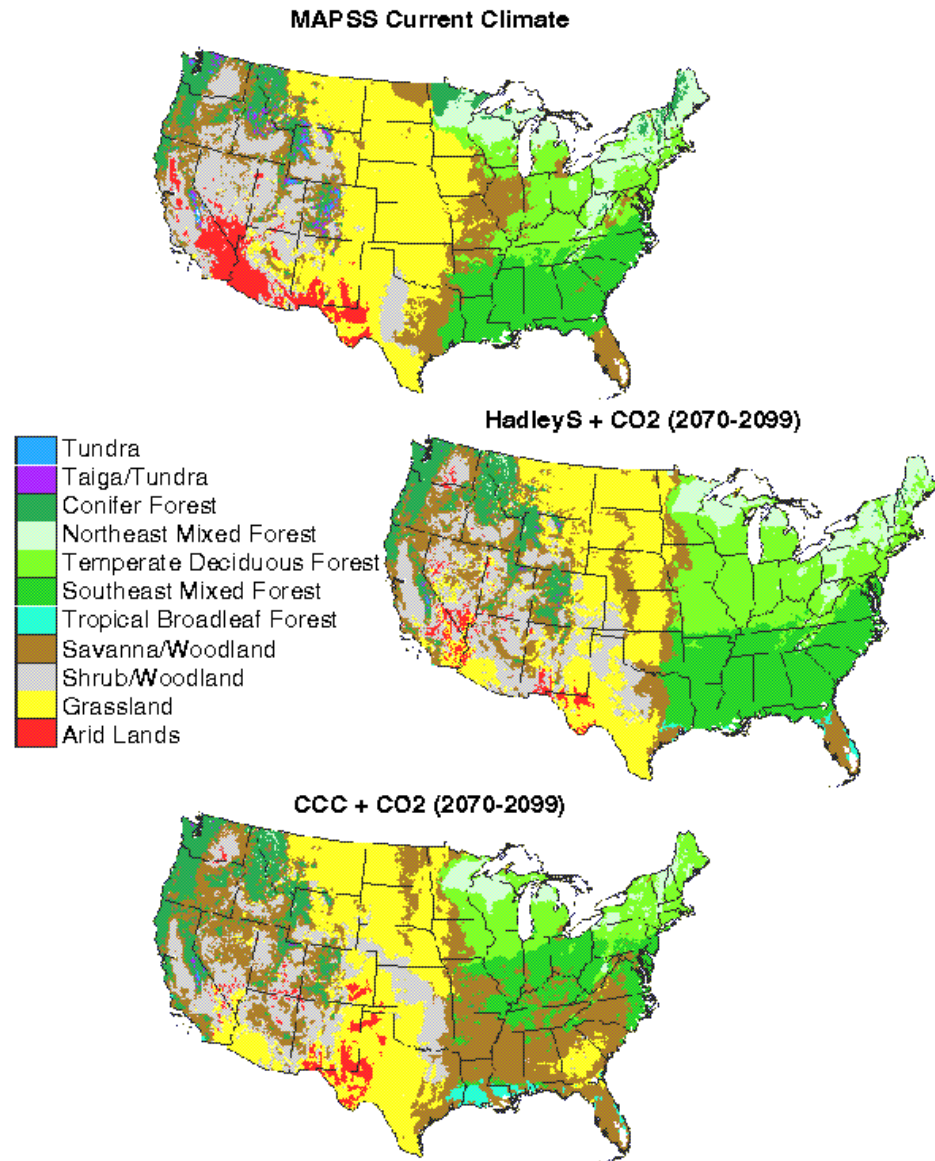 MAPSS Current Climate
HadleyS + CO2 (2070-2099)
Tundra
Taiga/Tundra
Conifer Forest
Northeast Mixed Forest
Temperate Deciduous Forest
Southeast Mixed Forest
Tropical Broadleaf Forest
Savanna/Woodland
Shrub/Woodland
Grassland
Arid Lands
CCC + CO2 (2070-2099)